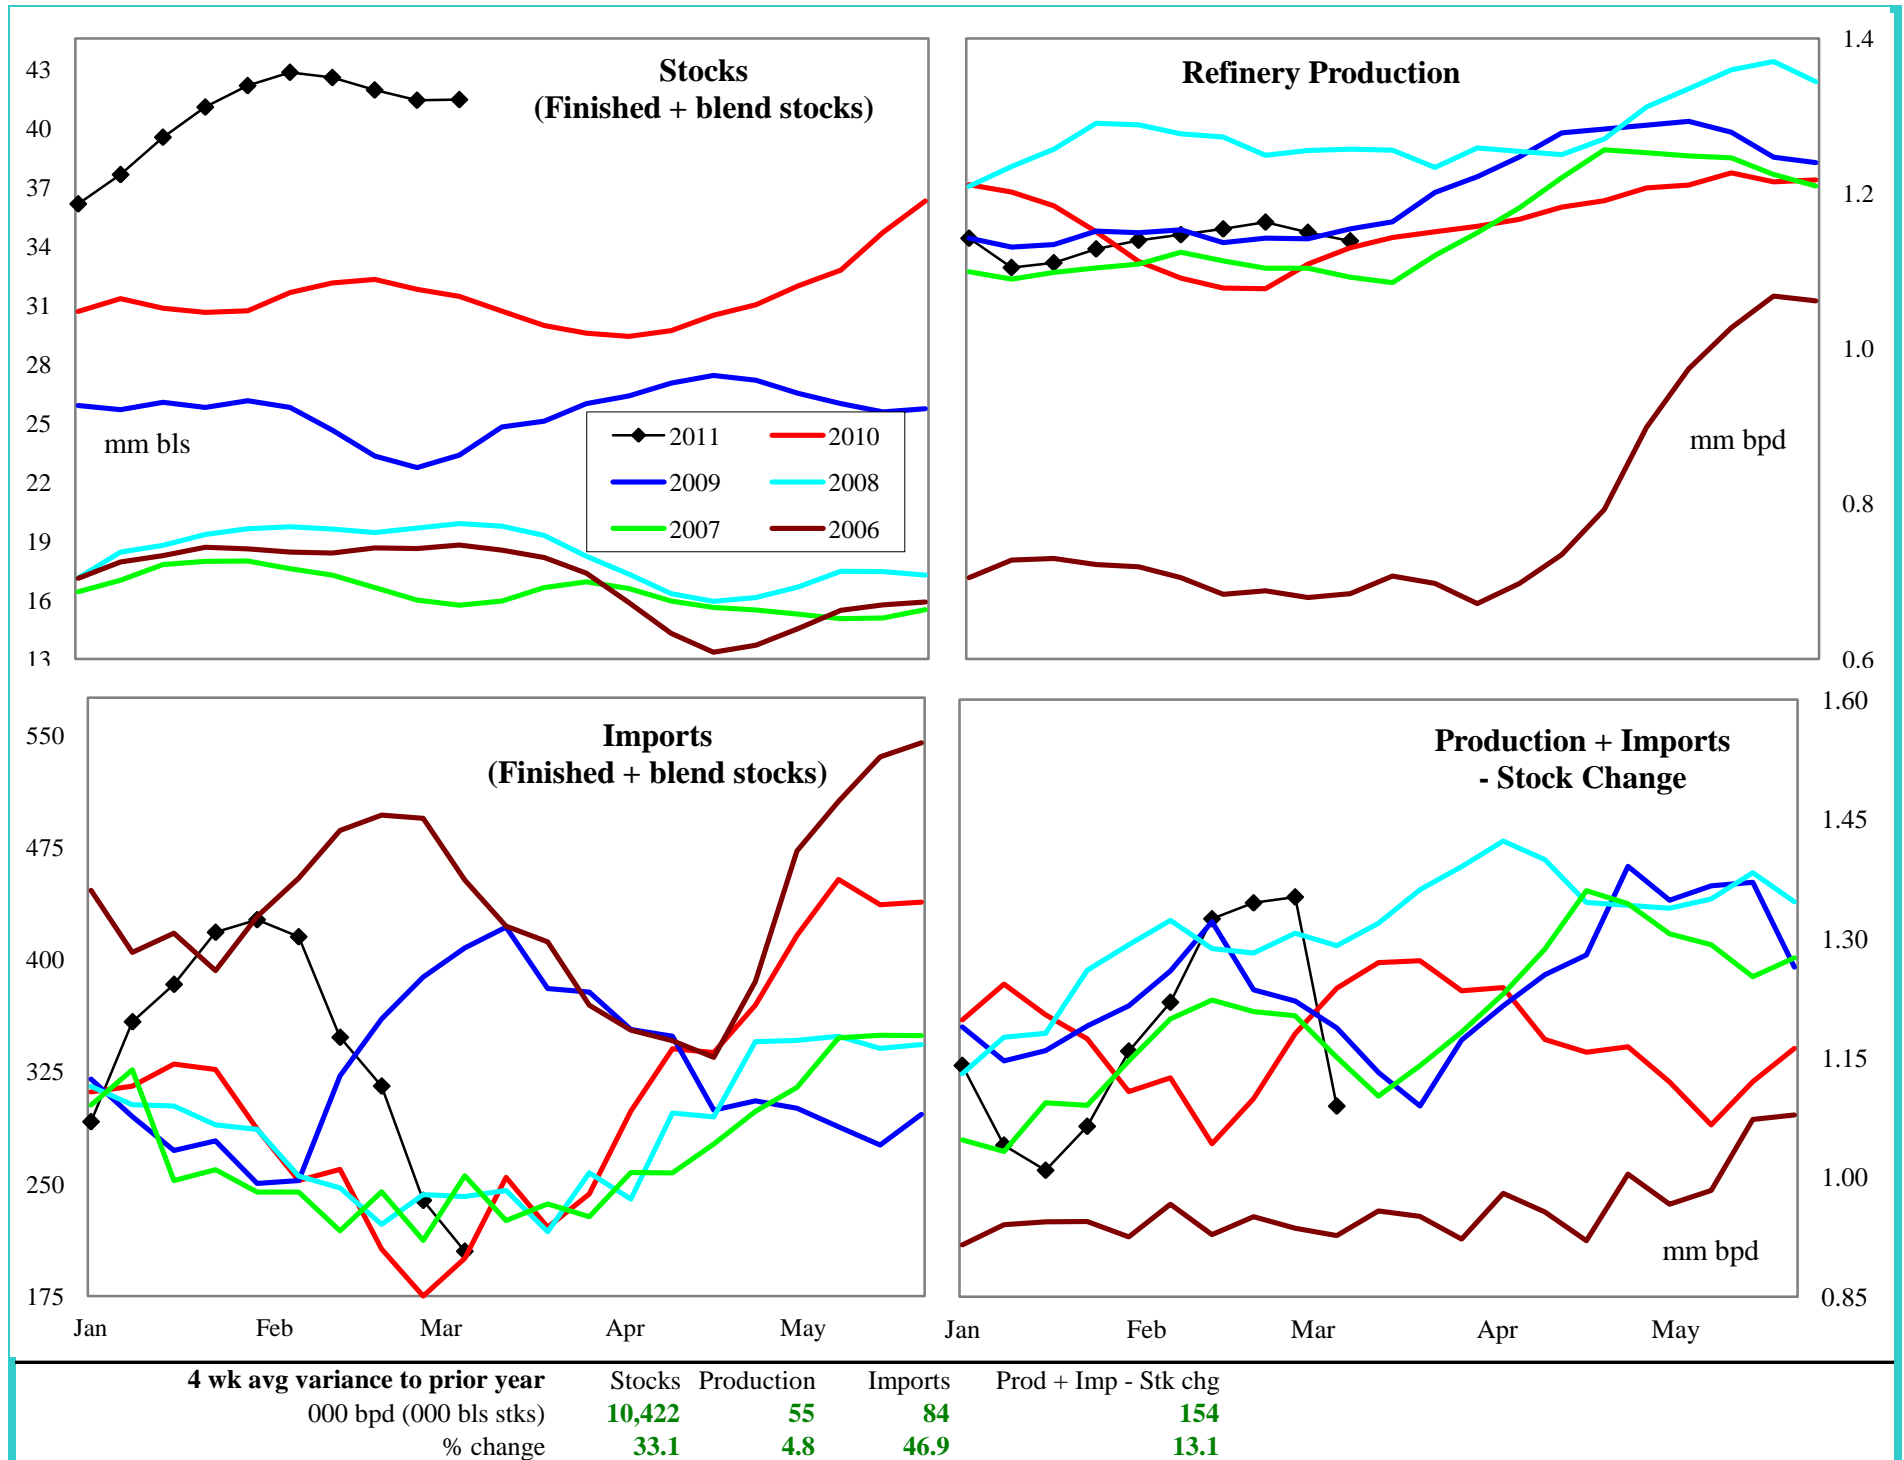 Stocks
(Finished + blend stocks)
43
40
37
34
31
28
25
22
19
16
13
mm bls
2011
2010
2009
2008
2007
2006
Refinery Production
1.4
1.2
1.0
0.8
0.6
mm bpd
Imports
(Finished + blend stocks)
550
475
400
325
250
175
Jan
Feb
Mar
Apr
May
Production + Imports
- Stock Change
1.60
1.45
1.30
1.15
1.00
0.85
mm bpd
Jan
Feb
Mar
Apr
May
4 wk avg variance to prior year Stocks Production Imports Prod + Imp - Stk chg
000 bpd (000 bls stks) 10,422 55 84 154
% change 33.1 4.8 46.9 13.1